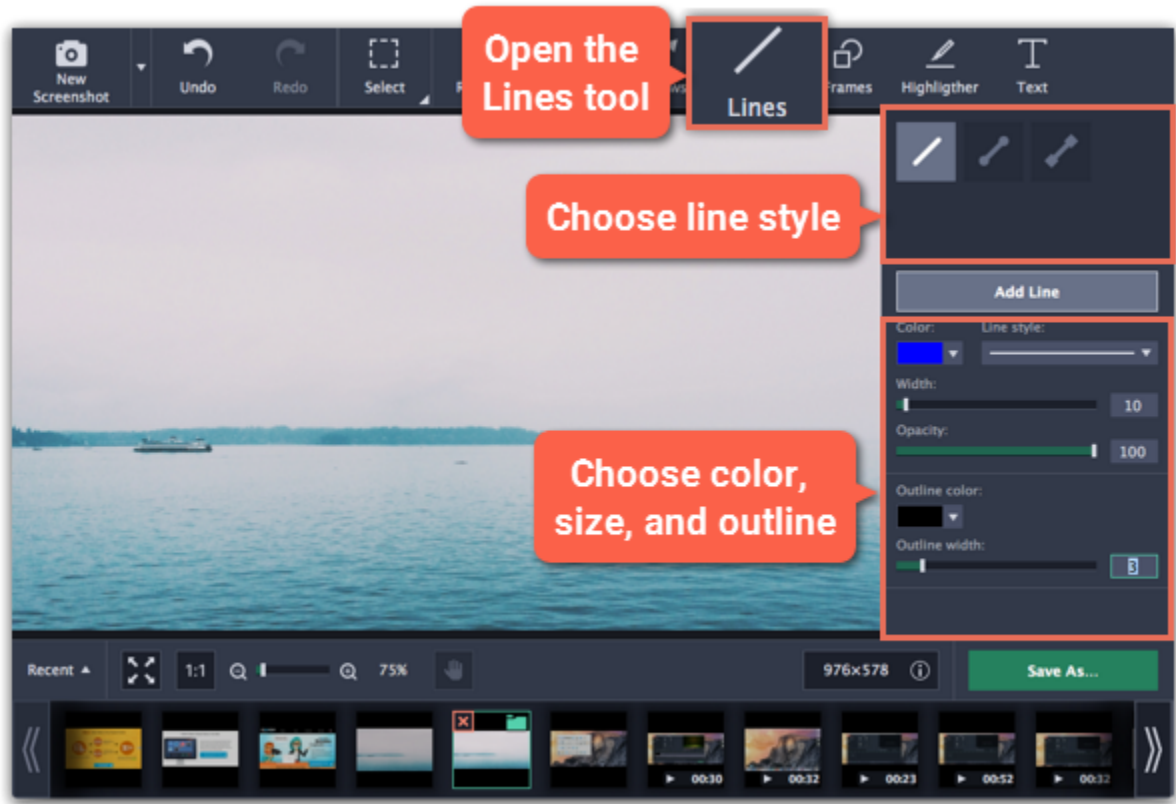 New
Screenshot
Undo
Redo
Select
Open the
Lines tool
Lines
Frames
Highligther
Text
Choose line style
Add Line
Color:
Line style:
Width:
10
Opacity:
100
Choose color,
size, and outline
Outline color:
Outline width:
3
Recent
1:1
75%
976×578
Save As...
00:30
00:32
00:23
00:52
00:32